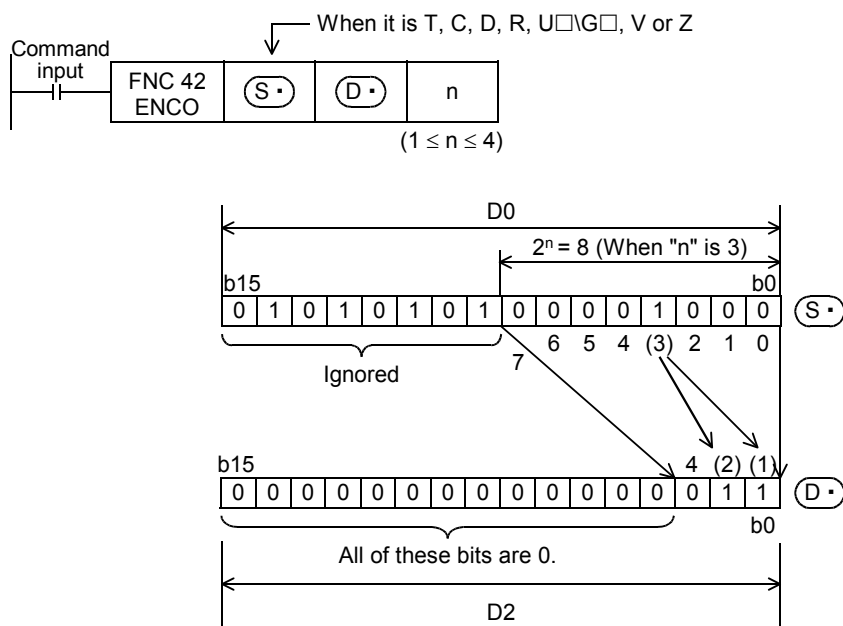 When it is T, C, D, R, U□\G□, V or Z
Command
input
FNC 42
ENCO
S・
D・
n
(1 ≤ n ≤ 4)
D0
2ⁿ = 8 (When "n" is 3)
b15
b0
0 1 0 1 0 1 0 1 0 0 0 0 1 0 0 0
S・
7 6 5 4 (3) 2 1 0
Ignored
b15
4 (2) (1)
0 0 0 0 0 0 0 0 0 0 0 0 0 0 1 1
D・
b0
All of these bits are 0.
D2